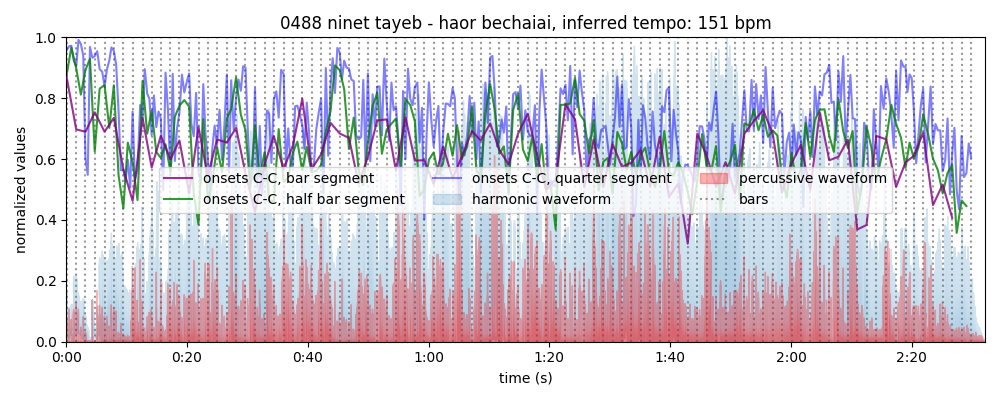 0488 ninet tayeb - haor bechaiai, inferred tempo: 151 bpm
normalized values
1.0
0.8
0.6
0.4
0.2
0.0
onsets C-C, bar segment
onsets C-C, half bar segment
onsets C-C, quarter segment
harmonic waveform
percussive waveform
bars
0:00 0:20 0:40 1:00 1:20 1:40 2:00 2:20
time (s)